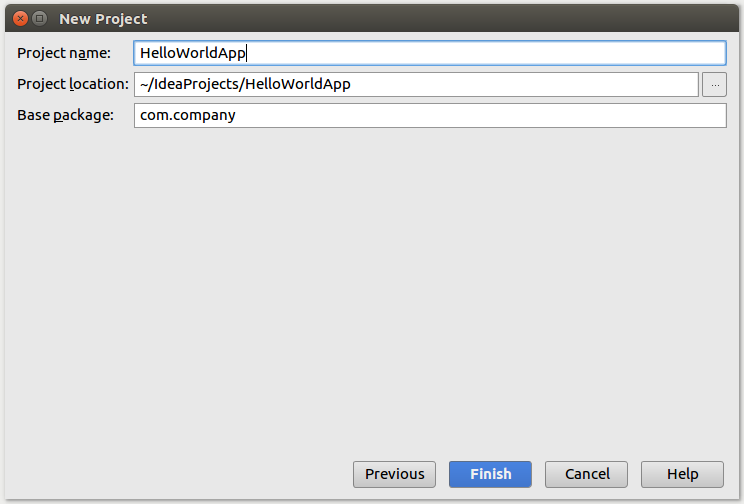 New Project
Project name: HelloWorldApp
Project location: ~/IdeaProjects/HelloWorldApp ...
Base package: com.company
Previous Finish Cancel Help